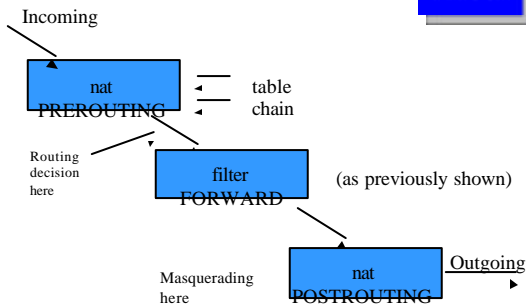 Incoming
nat
PREROUTING
table
chain
Routing
decision
here
filter
FORWARD
(as previously shown)
nat
POSTROUTING
Outgoing
Masquerading
here